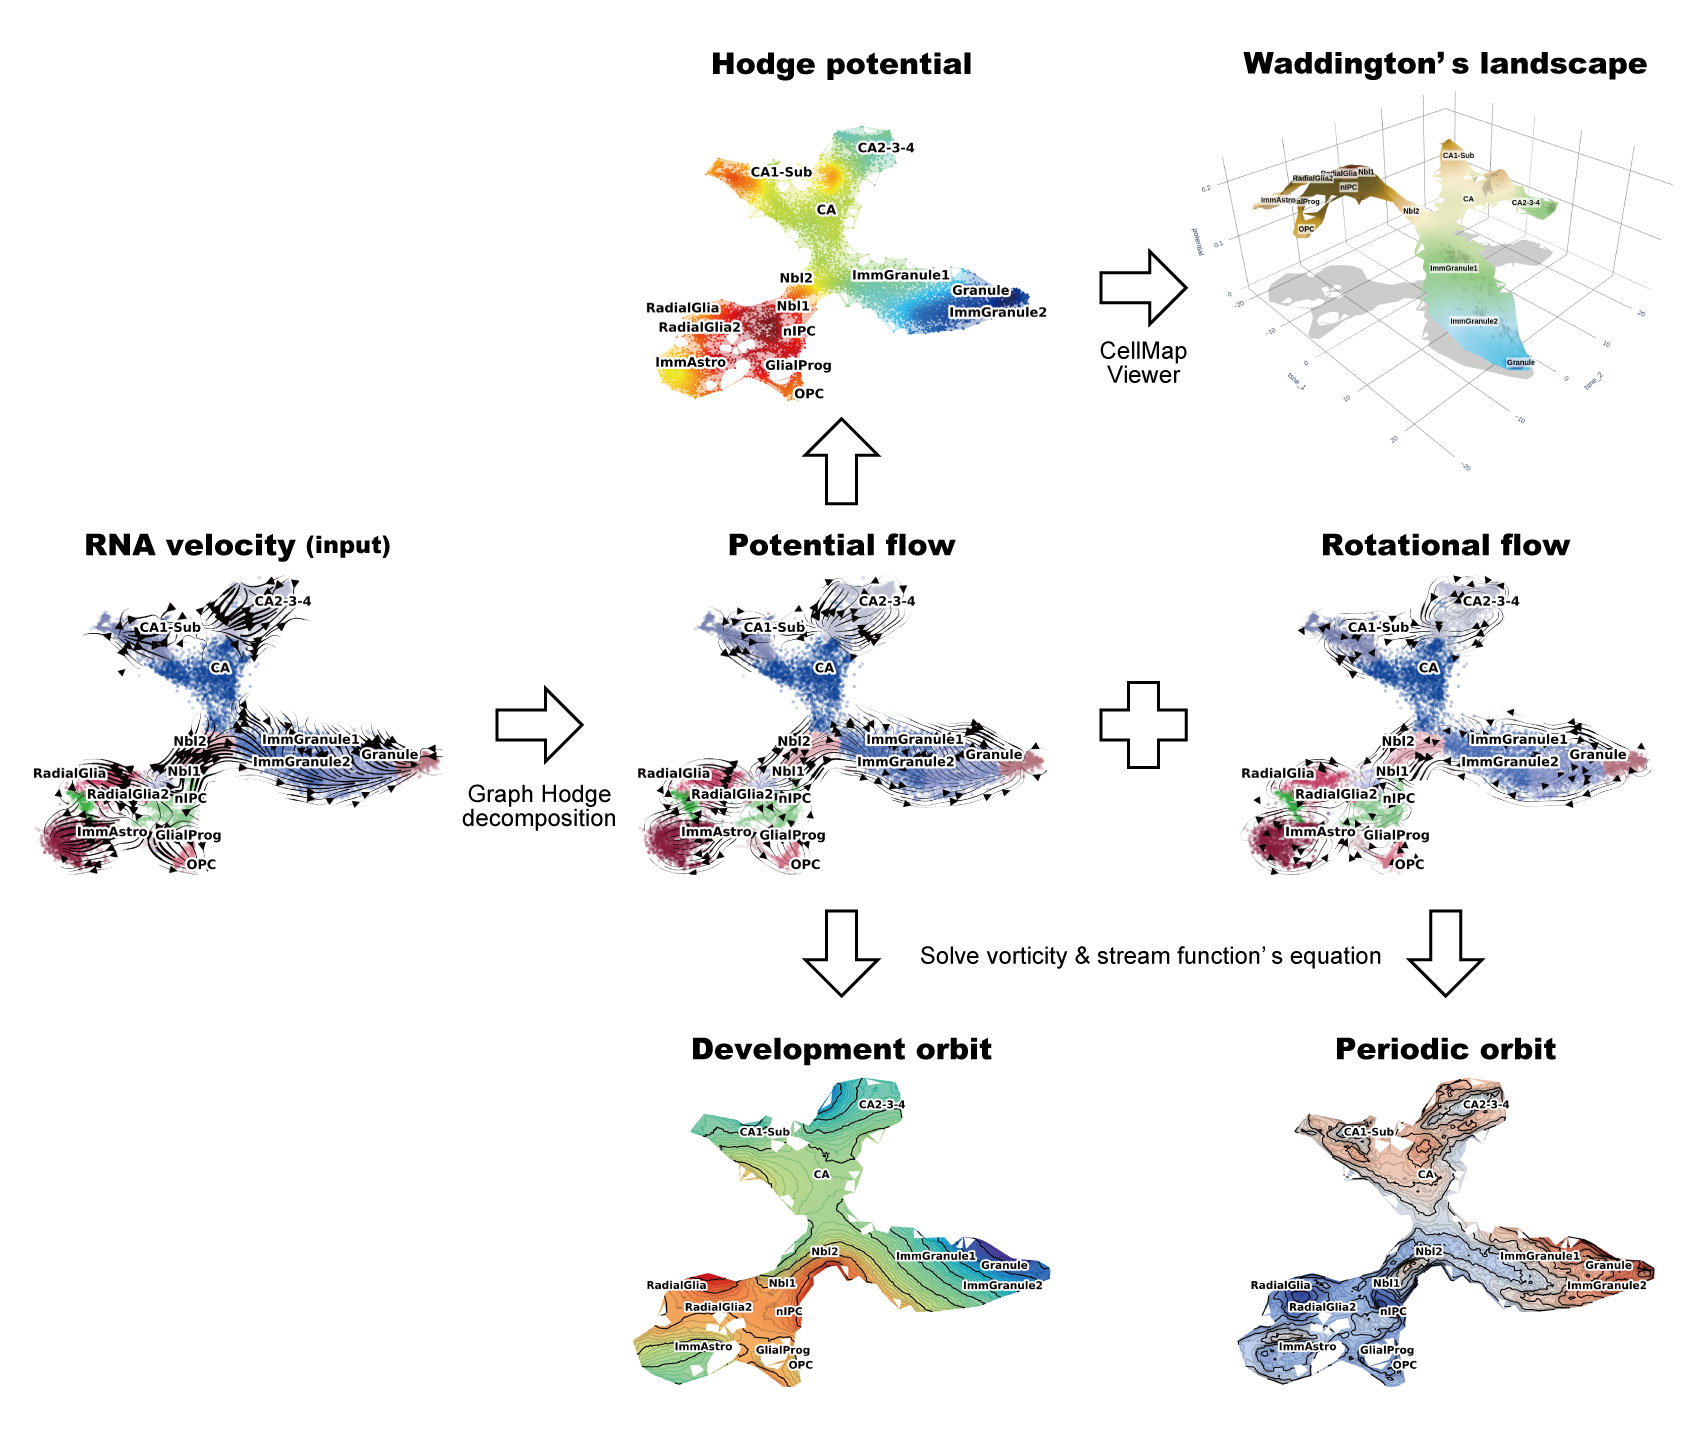 Hodge potential
Waddington's landscape
CA2-3-4
CA1-Sub
CA
Nbl2
ImmGranule1
Granule
ImmGranule2
RadialGlia
Nbl1
RadialGlia2
nIPC
ImmAstro
GlialProg
OPC
CellMap
Viewer
CA1-Sub
RadialGlia
Nbl1
RadialGlia2
nIPC
ImmAstro
alProg
CA
CA2-3-4
Nbl2
OPC
ImmGranule1
ImmGranule2
Granule
0.2
0.1
0
potential
-20
-10
0
10
20
tsne_1
20
10
0
-10
-20
tsne_2
RNA velocity (input)
Potential flow
Rotational flow
CA2-3-4
CA1-Sub
CA
Nbl2
ImmGranule1
Granule
ImmGranule2
RadialGlia
Nbl1
RadialGlia2
nIPC
ImmAstro
GlialProg
OPC
Graph Hodge
decomposition
CA2-3-4
CA1-Sub
CA
Nbl2
ImmGranule1
Granule
ImmGranule2
RadialGlia
Nbl1
RadialGlia2
nIPC
ImmAstro
GlialProg
OPC
CA2-3-4
CA1-Sub
CA
Nbl2
ImmGranule1
Granule
ImmGranule2
RadialGlia
Nbl1
RadialGlia2
nIPC
ImmAstro
GlialProg
OPC
Solve vorticity & stream function's equation
Development orbit
Periodic orbit
CA2-3-4
CA1-Sub
CA
Nbl2
ImmGranule1
Granule
ImmGranule2
RadialGlia
Nbl1
RadialGlia2
nIPC
ImmAstro
GlialProg
OPC
CA2-3-4
CA1-Sub
CA
Nbl2
ImmGranule1
Granule
ImmGranule2
RadialGlia
Nbl1
RadialGlia2
nIPC
ImmAstro
GlialProg
OPC